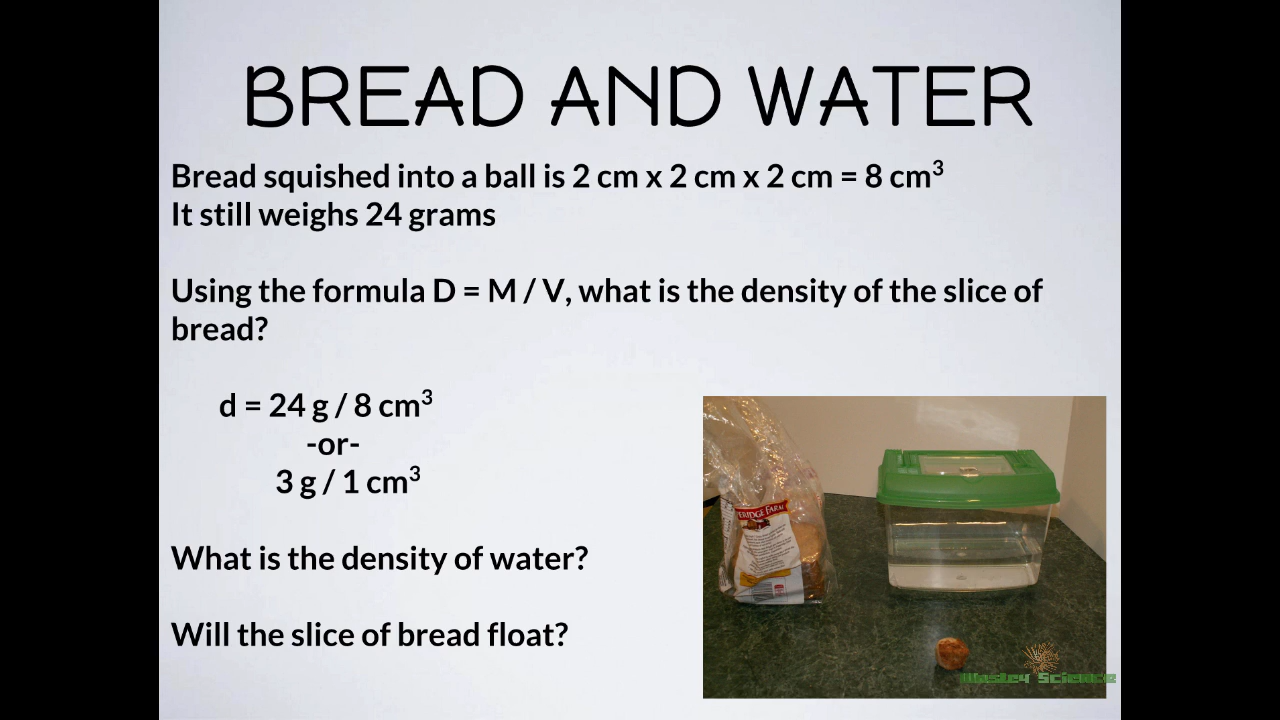 BREAD AND WATER
Bread squished into a ball is 2 cm x 2 cm x 2 cm = 8 cm³
It still weighs 24 grams
Using the formula D = M / V, what is the density of the slice of
bread?
d = 24 g / 8 cm³
-or-
3 g / 1 cm³
What is the density of water?
Will the slice of bread float?
FARM
Science